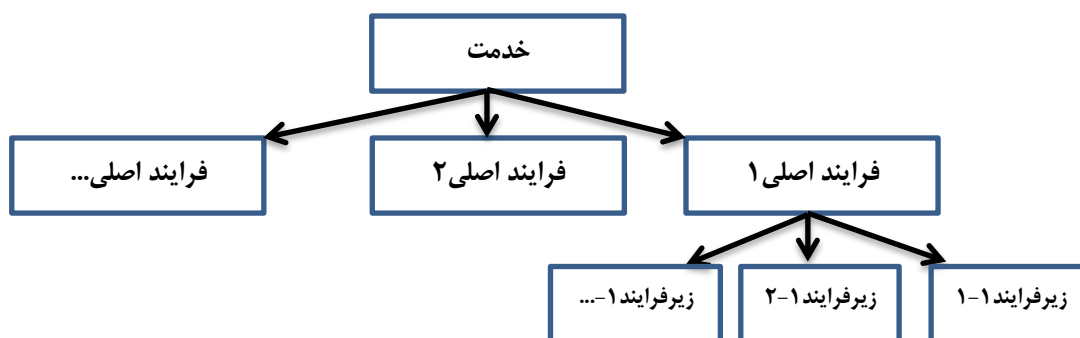 خدمت
فرایند اصلی۱
فرایند اصلی۲
فرایند اصلی...
زیرفرایند۱-۱
زیرفرایند۱-۲
زیرفرایند۱-...